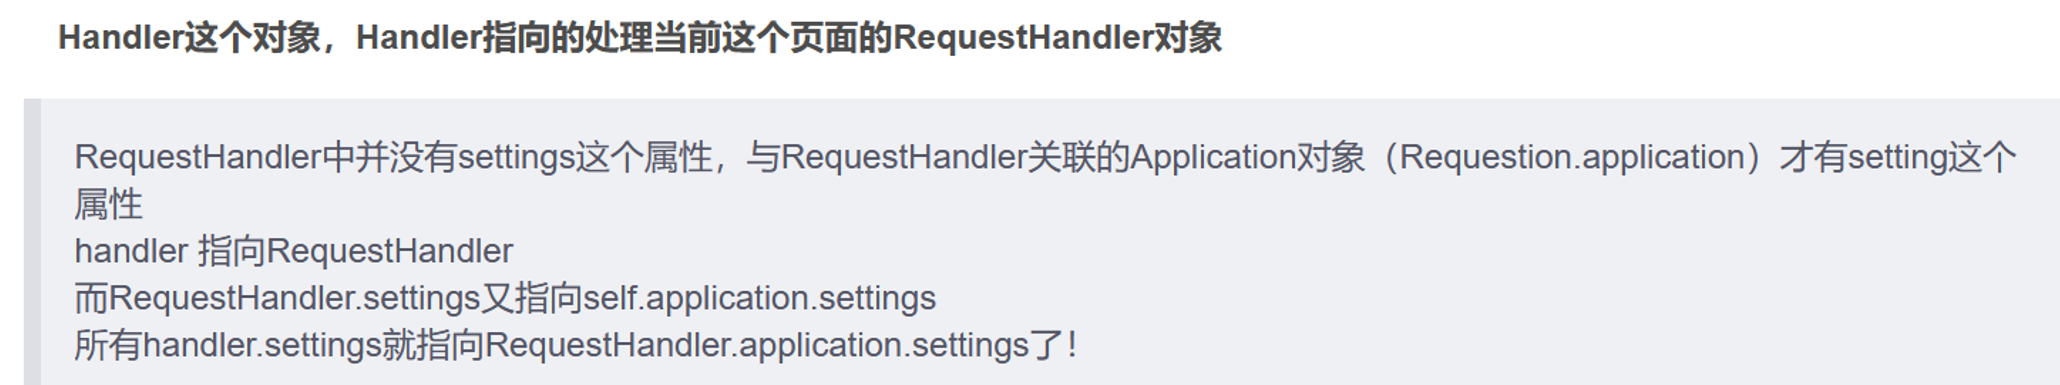 Handler这个对象，Handler指向的处理当前这个页面的RequestHandler对象
RequestHandler中并没有settings这个属性，与RequestHandler关联的Application对象（Requestion.application）才有setting这个
属性
handler 指向RequestHandler
而RequestHandler.settings又指向self.application.settings
所有handler.settings就指向RequestHandler.application.settings了！